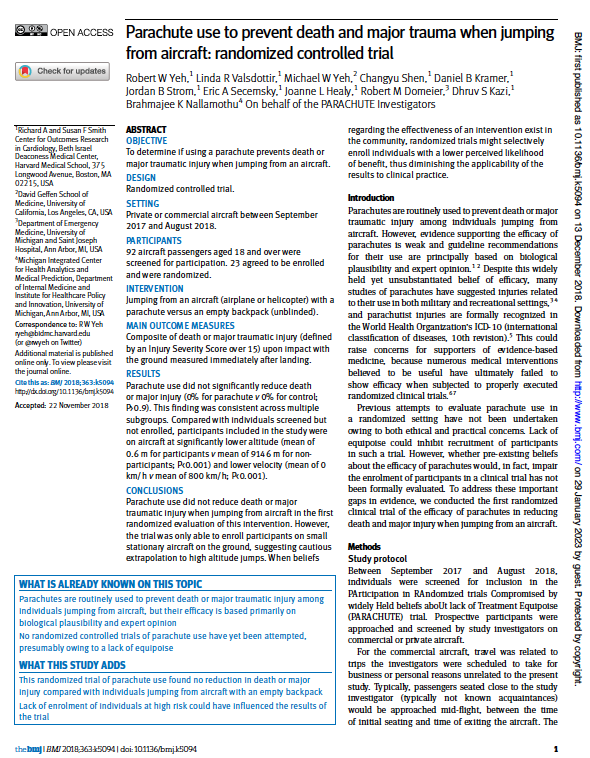 OPEN ACCESS
Check for updates
Parachute use to prevent death and major trauma when jumping
from aircraft: randomized controlled trial
Robert W Yeh,1 Linda R Valsdottir,1 Michael W Yeh,2 Changyu Shen,1 Daniel B Kramer,1
Jordan B Strom,1 Eric A Secemsky,1 Joanne L Healy,1 Robert M Domeier,3 Dhruv S Kazi,1
Brahmajee K Nallamothu4 On behalf of the PARACHUTE Investigators
1Richard A and Susan F Smith
Center for Outcomes Research
in Cardiology, Beth Israel
Deaconess Medical Center,
Harvard Medical School, 375
Longwood Avenue, Boston, MA
02215, USA
2David Geffen School of
Medicine, University of
California, Los Angeles, CA, USA
3Department of Emergency
Medicine, University of
Michigan and Saint Joseph
Hospital, Ann Arbor, MI, USA
4Michigan Integrated Center
for Health Analytics and
Medical Prediction, Department
of Internal Medicine and
Institute for Healthcare Policy
and Innovation, University of
Michigan, Ann Arbor, MI, USA
Correspondence to: R W Yeh
ryeh@bidmc.harvard.edu
(or @rwyeh on Twitter)
Additional material is published
online only. To view please visit
the journal online.
Cite this as: BMJ 2018;363:k5094
http://dx.doi.org/10.1136/bmj.k5094
Accepted: 22 November 2018
ABSTRACT
OBJECTIVE
To determine if using a parachute prevents death or
major traumatic injury when jumping from an aircraft.
DESIGN
Randomized controlled trial.
SETTING
Private or commercial aircraft between September
2017 and August 2018.
PARTICIPANTS
92 aircraft passengers aged 18 and over were
screened for participation. 23 agreed to be enrolled
and were randomized.
INTERVENTION
Jumping from an aircraft (airplane or helicopter) with a
parachute versus an empty backpack (unblinded).
MAIN OUTCOME MEASURES
Composite of death or major traumatic injury (defined
by an Injury Severity Score over 15) upon impact with
the ground measured immediately after landing.
RESULTS
Parachute use did not significantly reduce death
or major injury (0% for parachute v 0% for control;
P>0.9). This finding was consistent across multiple
subgroups. Compared with individuals screened but
not enrolled, participants included in the study were
on aircraft at significantly lower altitude (mean of
0.6 m for participants v mean of 9146 m for non-
participants; P<0.001) and lower velocity (mean of 0
km/h v mean of 800 km/h; P<0.001).
CONCLUSIONS
Parachute use did not reduce death or major
traumatic injury when jumping from aircraft in the first
randomized evaluation of this intervention. However,
the trial was only able to enroll participants on small
stationary aircraft on the ground, suggesting cautious
extrapolation to high altitude jumps. When beliefs
regarding the effectiveness of an intervention exist in
the community, randomized trials might selectively
enroll individuals with a lower perceived likelihood
of benefit, thus diminishing the applicability of the
results to clinical practice.
Introduction
Parachutes are routinely used to prevent death or major
traumatic injury among individuals jumping from
aircraft. However, evidence supporting the efficacy of
parachutes is weak and guideline recommendations
for their use are principally based on biological
plausibility and expert opinion.1 2 Despite this widely
held yet unsubstantiated belief of efficacy, many
studies of parachutes have suggested injuries related
to their use in both military and recreational settings,3 4
and parachutist injuries are formally recognized in
the World Health Organization's ICD-10 (international
classification of diseases, 10th revision).5 This could
raise concerns for supporters of evidence-based
medicine, because numerous medical interventions
believed to be useful have ultimately failed to
show efficacy when subjected to properly executed
randomized clinical trials.6 7
Previous attempts to evaluate parachute use in
a randomized setting have not been undertaken
owing to both ethical and practical concerns. Lack of
equipoise could inhibit recruitment of participants
in such a trial. However, whether pre-existing beliefs
about the efficacy of parachutes would, in fact, impair
the enrolment of participants in a clinical trial has not
been formally evaluated. To address these important
gaps in evidence, we conducted the first randomized
clinical trial of the efficacy of parachutes in reducing
death and major injury when jumping from an aircraft.
Methods
Study protocol
Between September 2017 and August 2018,
individuals were screened for inclusion in the
PArticipation in RAndomized trials Compromised by
widely Held beliefs aboUt lack of Treatment Equipoise
(PARACHUTE) trial. Prospective participants were
approached and screened by study investigators on
commercial or private aircraft.
For the commercial aircraft, travel was related to
trips the investigators were scheduled to take for
business or personal reasons unrelated to the present
study. Typically, passengers seated close to the study
investigator (typically not known acquaintances)
would be approached mid-flight, between the time
of initial seating and time of exiting the aircraft. The
WHAT IS ALREADY KNOWN ON THIS TOPIC
Parachutes are routinely used to prevent death or major traumatic injury among
individuals jumping from aircraft, but their efficacy is based primarily on
biological plausibility and expert opinion
No randomized controlled trials of parachute use have yet been attempted,
presumably owing to a lack of equipoise
WHAT THIS STUDY ADDS
This randomized trial of parachute use found no reduction in death or major
injury compared with individuals jumping from aircraft with an empty backpack
Lack of enrolment of individuals at high risk could have influenced the results of
the trial
the bmj | BMJ 2018;363:k5094 | doi: 10.1136/bmj.k5094
1
BMJ: first published as 10.1136/bmj.k5094 on 13 December 2018. Downloaded from http://www.bmj.com/ on 29 January 2023 by guest. Protected by copyright.